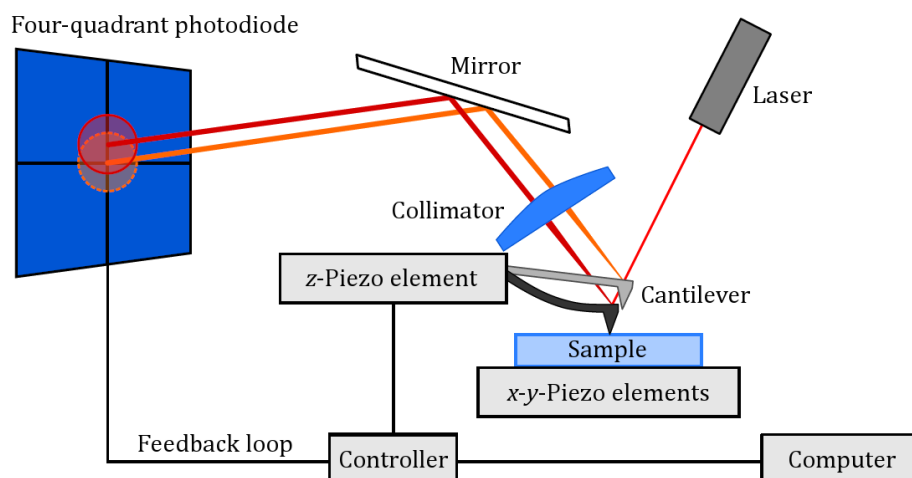 Four-quadrant photodiode
Mirror
Laser
Collimator
z-Piezo element
Cantilever
Sample
x-y-Piezo elements
Feedback loop
Controller
Computer